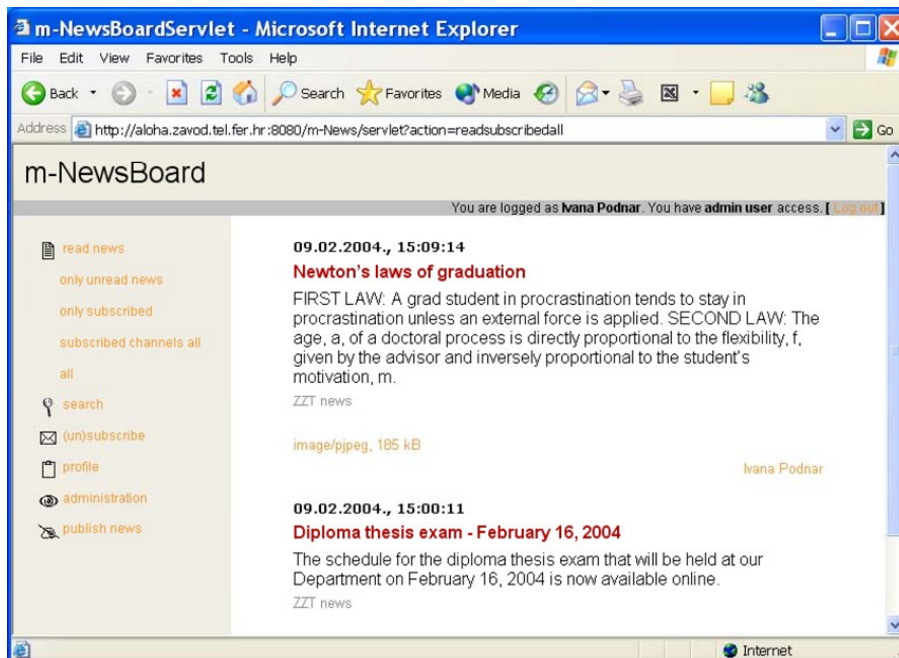 m-NewsBoardServlet - Microsoft Internet Explorer
File Edit View Favorites Tools Help
Back Search Favorites Media
Address http://aloha.zavod.tel.fer.hr:8080/m-News/servlet?action=readsubscribedall Go
m-NewsBoard
You are logged as Ivana Podnar. You have admin user access. [ Log out ]
read news
only unread news
only subscribed
subscribed channels all
all
search
(un)subscribe
profile
administration
publish news
09.02.2004., 15:09:14
Newton's laws of graduation
FIRST LAW: A grad student in procrastination tends to stay in
procrastination unless an external force is applied. SECOND LAW: The
age, a, of a doctoral process is directly proportional to the flexibility, f,
given by the advisor and inversely proportional to the student's
motivation, m.
ZZT news
image/pjpeg, 185 kB
Ivana Podnar
09.02.2004., 15:00:11
Diploma thesis exam - February 16, 2004
The schedule for the diploma thesis exam that will be held at our
Department on February 16, 2004 is now available online.
ZZT news
Internet